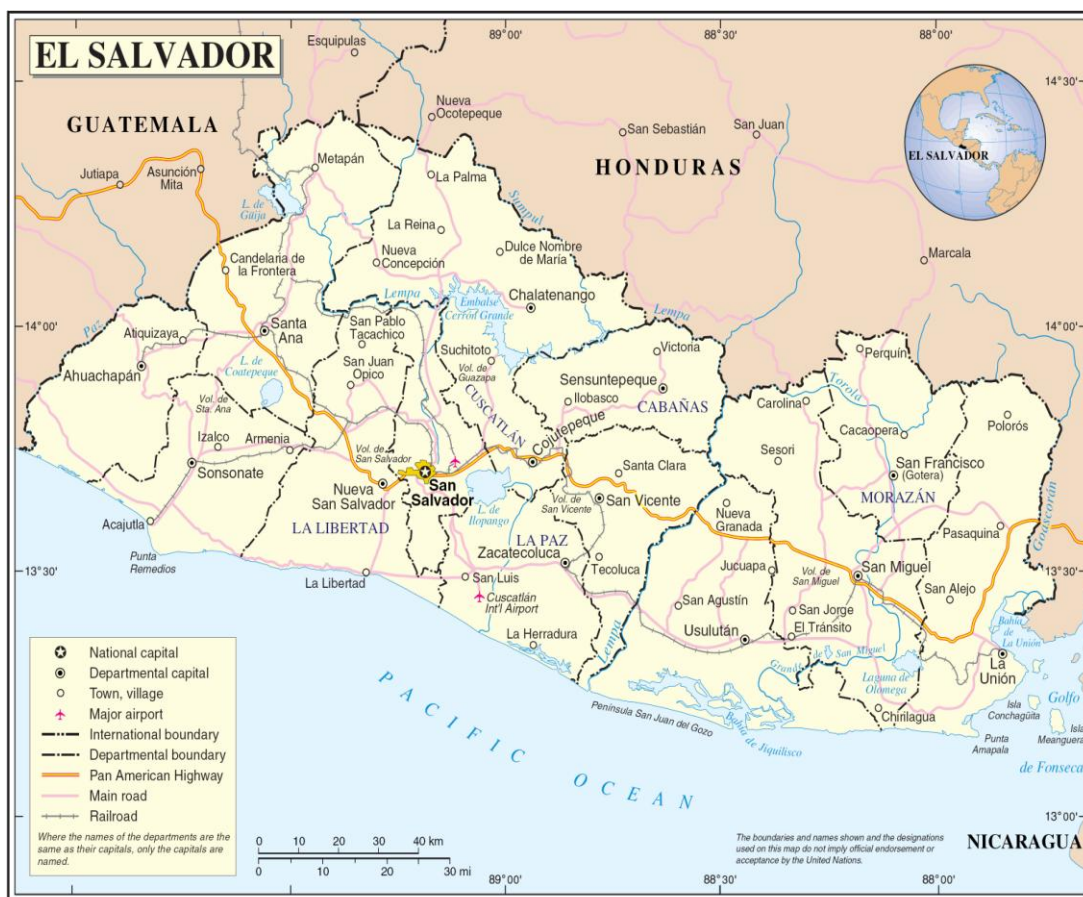 EL SALVADOR
89°00'
88°30'
88°00'
14°30'
14°00'
13°30'
13°00'
14°30'
14°00'
13°30'
13°00'
89°00'
88°30'
88°00'
GUATEMALA
HONDURAS
NICARAGUA
EL SALVADOR
Esquipulas
Nueva
Ocotepeque
San Sebastián
San Juan
Marcala
Jutiapa
Asunción
Mita
Metapán
La Palma
L. de
Güija
La Reina
Sumpul
Dulce Nombre
de María
Nueva
Concepción
Candelaria de
la Frontera
Lempa
Embalse
Cerrón Grande
Chalatenango
Lempa
Paz
Atiquizaya
Santa
Ana
San Pablo
Tacachico
Suchitoto
Victoria
Perquín
Ahuachapán
L. de
Coatepeque
San Juan
Opico
Vol. de
Guazapa
Sensuntepeque
Ilobasco
CABAÑAS
CUSCATLÁN
Carolina
Torola
Cacaopera
Polorós
Vol. de
Sta. Ana
Izalco
Armenia
Vol. de
San Salvador
Cojutepeque
Sesori
San Francisco
(Gotera)
MORAZÁN
Sonsonate
Nueva
San Salvador
San
Salvador
L. de
Ilopango
Santa Clara
San Vicente
Vol. de
San Vicente
Nueva
Granada
Pasaquina
Goascorán
Acajutla
Punta
Remedios
LA LIBERTAD
La Libertad
LA PAZ
Zacatecoluca
Tecoluca
San Luis
Cuscatlán
Int'l Airport
La Herradura
Jucuapa
Vol. de
San Miguel
San Miguel
San Alejo
San Agustín
San Jorge
El Tránsito
Usulután
Lempa
Grande de San Miguel
Laguna de
Olomega
Bahía
de
La Unión
La
Unión
Chirilagua
Península San Juan del Gozo
Bahía de Jiquilisco
Isla
Conchagüita
Golfo
Isla
Meanguera
Punta
Amapala
de Fonseca
PACIFIC OCEAN
National capital
Departmental capital
Town, village
Major airport
International boundary
Departmental boundary
Pan American Highway
Main road
Railroad
Where the names of the departments are the
same as their capitals, only the capitals are
named.
0 10 20 30 40 km
0 10 20 30 mi
The boundaries and names shown and the designations
used on this map do not imply official endorsement or
acceptance by the United Nations.